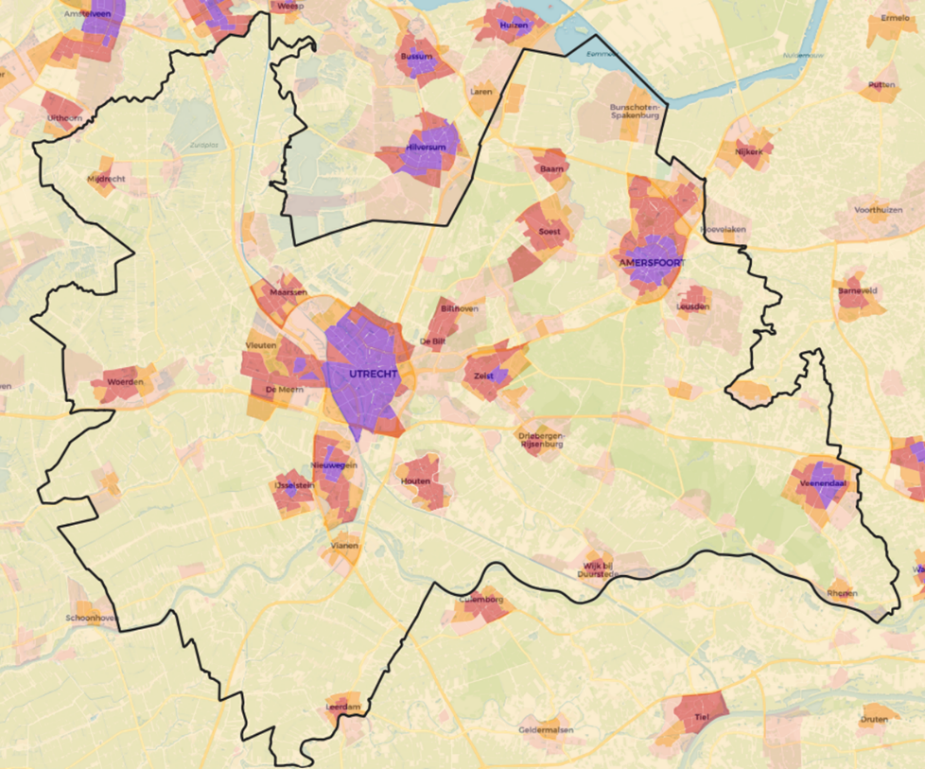 Amstelveen
Weesp
Huizen
Ermelo
Bussum
Eemmeer
Nuldernauw
Laren
Putten
Bunschoten-
Spakenburg
Uithoorn
Zuidplas
Hilversum
Nijkerk
Mijdrecht
Baarn
Voorthuizen
Soest
Hoevelaken
AMERSFOORT
Maarssen
Barneveld
Leusden
Bilthoven
De Bilt
Vleuten
UTRECHT
Zeist
Woerden
De Meern
Driebergen-
Rijsenburg
Nieuwegein
IJsselstein
Houten
Veenendaal
Vianen
Wijk bij
Duurstede
Rhenen
Culemborg
Schoonhoven
Leerdam
Tiel
Druten
Geldermalsen